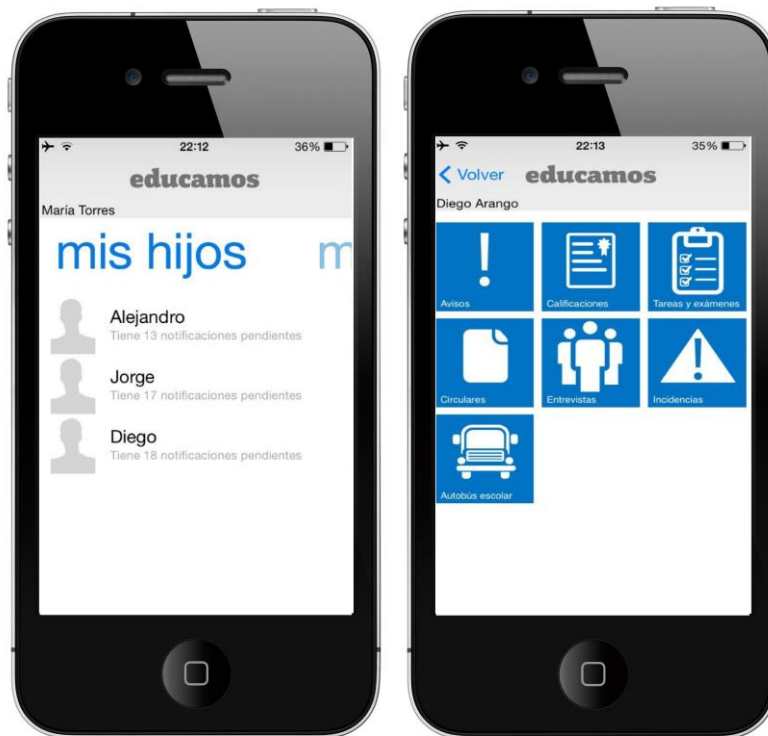 22:12
36%
educamos
María Torres
mis hijos m
Alejandro
Tiene 13 notificaciones pendientes
Jorge
Tiene 17 notificaciones pendientes
Diego
Tiene 18 notificaciones pendientes
22:13
35%
Volver educamos
Diego Arango
Avisos
Calificaciones
Tareas y exámenes
Circulares
Entrevistas
Incidencias
Autobús escolar